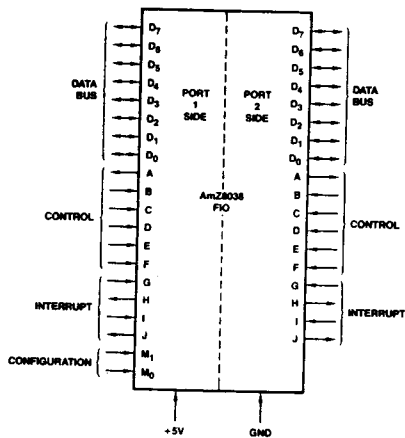 D7 D7
D6 D6
D5 D5
DATA BUS D4 PORT 1 SIDE PORT 2 SIDE D4 DATA BUS
D3 D3
D2 D2
D1 D1
D0 D0
A A
B AmZ8038 FIO B
CONTROL C C CONTROL
D D
E E
F F
G G
INTERRUPT H H INTERRUPT
I I
J J
CONFIGURATION M1
M0
+5V GND